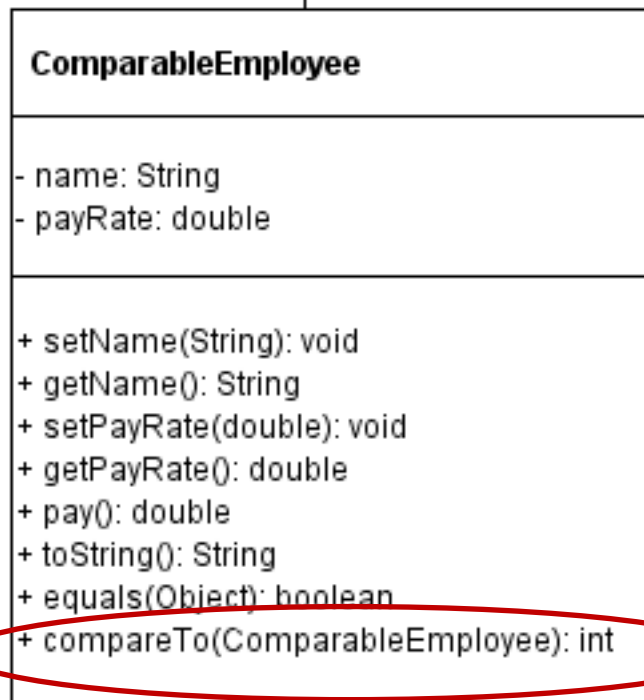 ComparableEmployee
- name: String
- payRate: double
+ setName(String): void
+ getName(): String
+ setPayRate(double): void
+ getPayRate(): double
+ pay(): double
+ toString(): String
+ equals(Object): boolean
+ compareTo(ComparableEmployee): int